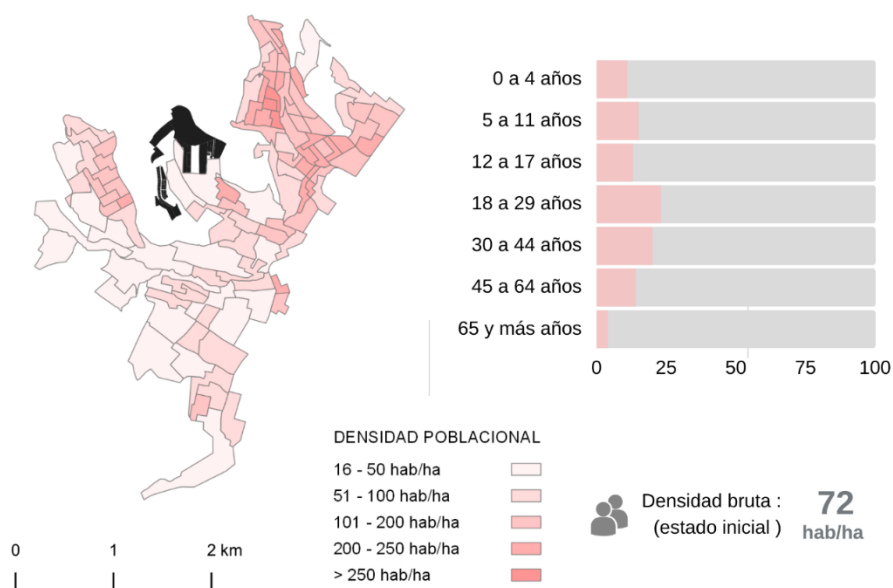 0 a 4 años
5 a 11 años
12 a 17 años
18 a 29 años
30 a 44 años
45 a 64 años
65 y más años
0 25 50 75 100
DENSIDAD POBLACIONAL
16 - 50 hab/ha
51 - 100 hab/ha
101 - 200 hab/ha
200 - 250 hab/ha
> 250 hab/ha
Densidad bruta : 72
(estado inicial ) hab/ha
0 1 2 km